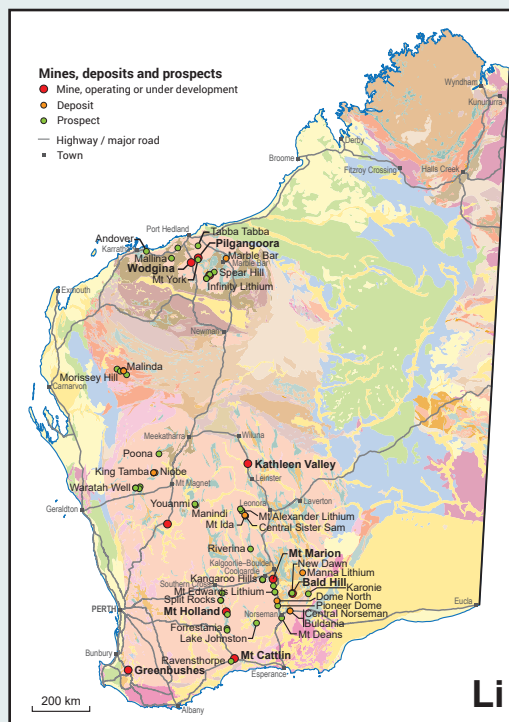 Mines, deposits and prospects
Mine, operating or under development
Deposit
Prospect
Highway / major road
Town
Wyndham
Kununurra
Derby
Broome
Fitzroy Crossing
Halls Creek
Port Hedland
Tabba Tabba
Andover
Karratha
Pilgangoora
Mallina
Marble Bar
Marble Bar
Wodgina
Mt York
Spear Hill
Infinity Lithium
Exmouth
Newman
Malinda
Morissey Hill
Carnarvon
Meekatharra
Wiluna
Poona
Kathleen Valley
King Tamba
Niobe
Leinster
Waratah Well
Mt Magnet
Youanmi
Leonora
Laverton
Geraldton
Manindi
Mt Alexander Lithium
Mt Ida
Central Sister Sam
Riverina
Mt Marion
Kalgoorlie–Boulder
New Dawn
Coolgardie
Manna Lithium
Southern Cross
Kangaroo Hills
Bald Hill
Mt Edwards Lithium
Karonie
Split Rocks
Dome North
PERTH
Mt Holland
Pioneer Dome
Eucla
Norseman
Central Norseman
Forrestania
Buldania
Lake Johnston
Mt Deans
Bunbury
Mt Cattlin
Ravensthorpe
Greenbushes
Esperance
Albany
200 km
Li